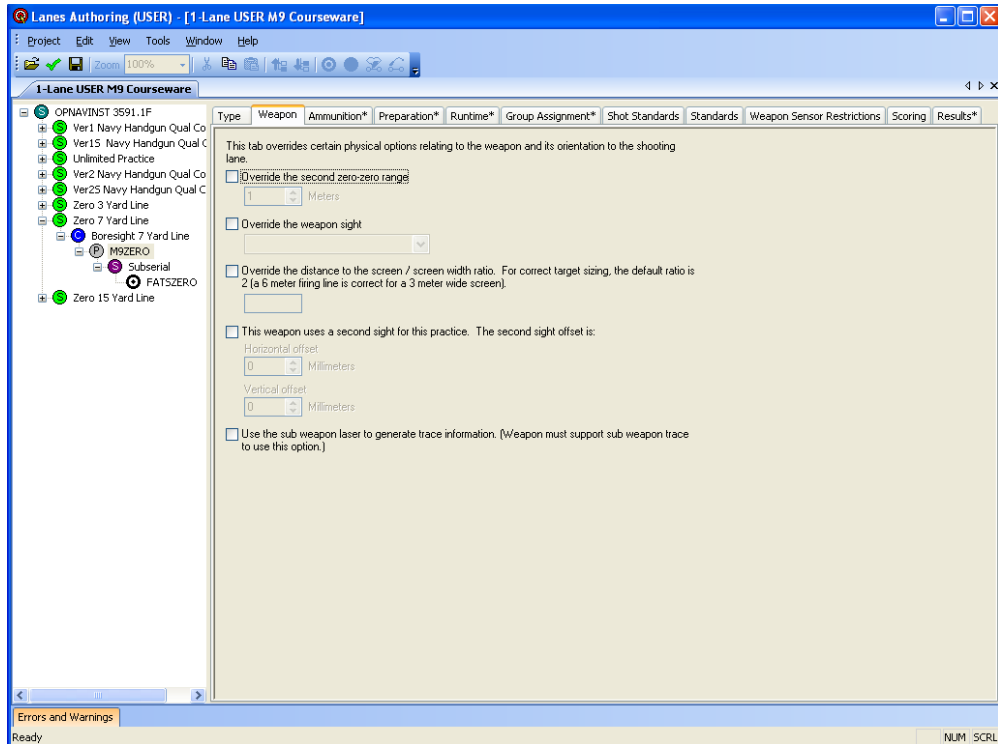 Lanes Authoring (USER) - [1-Lane USER M9 Courseware]
Project Edit View Tools Window Help
Zoom 100%
1-Lane USER M9 Courseware
S OPNAVINST 3591.1F
S Ver1 Navy Handgun Qual Co
S Ver1S Navy Handgun Qual C
S Unlimited Practice
S Ver2 Navy Handgun Qual Co
S Ver2S Navy Handgun Qual C
S Zero 3 Yard Line
S Zero 7 Yard Line
C Boresight 7 Yard Line
P M9ZERO
S Subserial
FATSZERO
S Zero 15 Yard Line
Type Weapon Ammunition* Preparation* Runtime* Group Assignment* Shot Standards Standards Weapon Sensor Restrictions Scoring Results*
This tab overrides certain physical options relating to the weapon and its orientation to the shooting
lane.
Override the second zero-zero range
1 Meters
Override the weapon sight
Override the distance to the screen / screen width ratio. For correct target sizing, the default ratio is
2 (a 6 meter firing line is correct for a 3 meter wide screen).
This weapon uses a second sight for this practice. The second sight offset is:
Horizontal offset
0 Millimeters
Vertical offset
0 Millimeters
Use the sub weapon laser to generate trace information. (Weapon must support sub weapon trace
to use this option.)
Errors and Warnings
Ready NUM SCRL